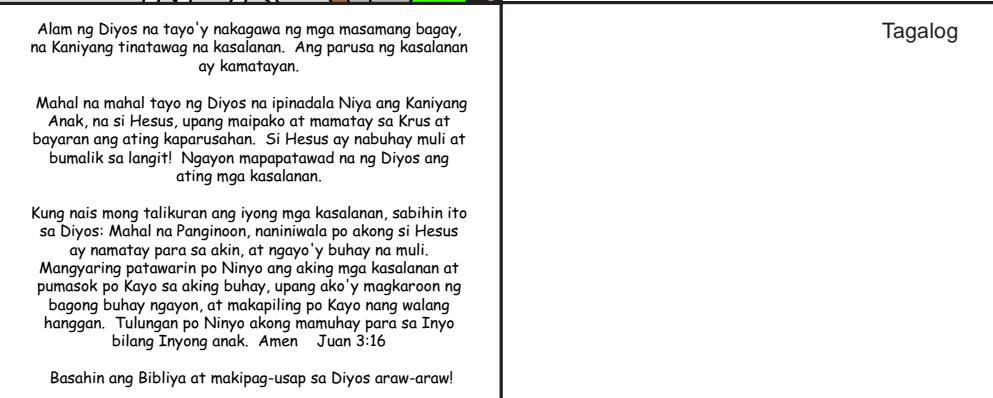 Alam ng Diyos na tayo'y nakagawa ng mga masamang bagay,
na Kaniyang tinatawag na kasalanan.  Ang parusa ng kasalanan
ay kamatayan.

Mahal na mahal tayo ng Diyos na ipinadala Niya ang Kaniyang
Anak, na si Hesus, upang maipako at mamatay sa Krus at
bayaran ang ating kaparusahan.  Si Hesus ay nabuhay muli at
bumalik sa langit!  Ngayon mapapatawad na ng Diyos ang
ating mga kasalanan.

Kung nais mong talikuran ang iyong mga kasalanan, sabihin ito
sa Diyos: Mahal na Panginoon, naniniwala po akong si Hesus
ay namatay para sa akin, at ngayo'y buhay na muli.
Mangyaring patawarin po Ninyo ang aking mga kasalanan at
pumasok po Kayo sa aking buhay, upang ako'y magkaroon ng
bagong buhay ngayon, at makapiling po Kayo nang walang
hanggan.  Tulungan po Ninyo akong mamuhay para sa Inyo
bilang Inyong anak.  Amen    Juan 3:16

Basahin ang Bibliya at makipag-usap sa Diyos araw-araw!

Tagalog